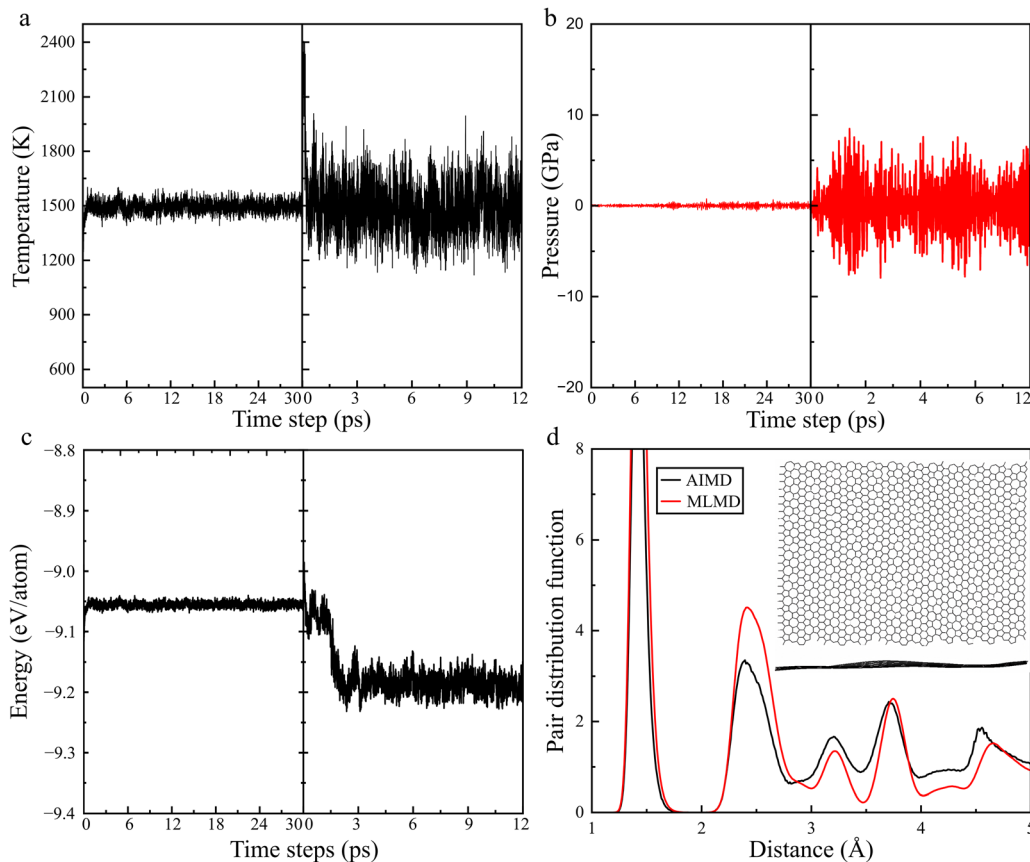 a
2400
2100
1800
1500
1200
900
600
Temperature (K)
0 6 12 18 24 30 0 3 6 9 12
Time step (ps)
b
20
10
0
−10
−20
Pressure (GPa)
0 6 12 18 24 30 0 2 4 6 12
Time step (ps)
c
−8.8
−8.9
−9.0
−9.1
−9.2
−9.3
−9.4
Energy (eV/atom)
0 6 12 18 24 30 0 3 6 9 12
Time steps (ps)
d
AIMD
MLMD
8
6
4
2
0
Pair distribution function
1 2 3 4 5
Distance (Å)